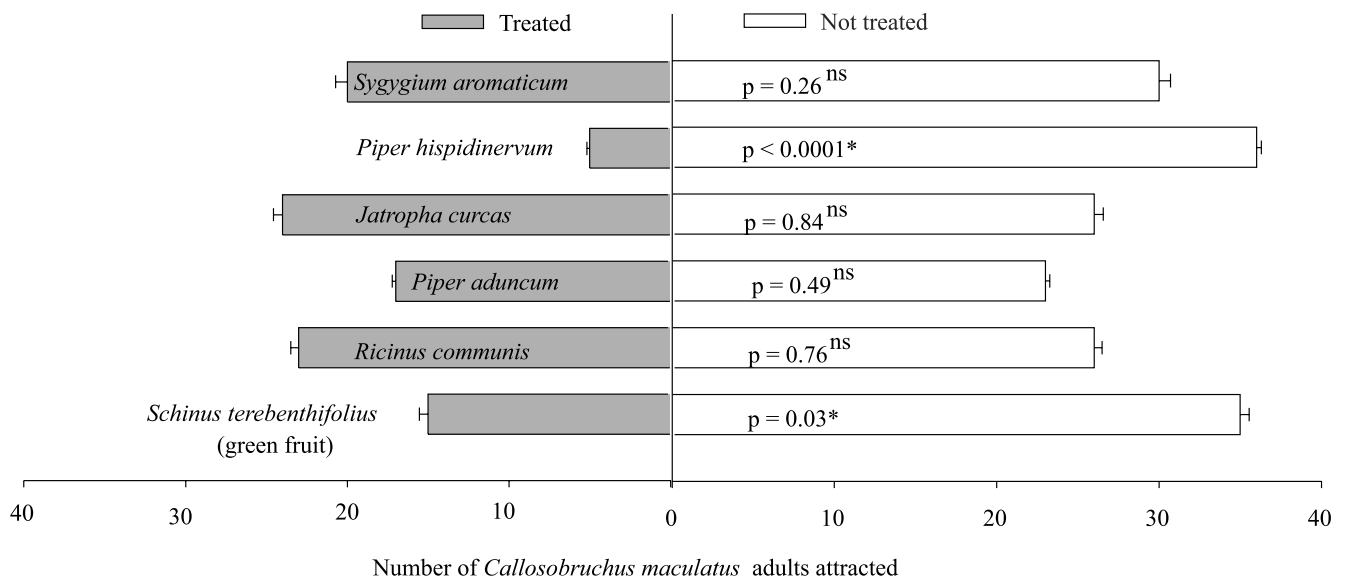 Treated Not treated
Sygygium aromaticum p = 0.26 ns
Piper hispidinervum p < 0.0001*
Jatropha curcas p = 0.84 ns
Piper aduncum p = 0.49 ns
Ricinus communis p = 0.76 ns
Schinus terebenthifolius p = 0.03*
(green fruit)
40 30 20 10 0 10 20 30 40
Number of Callosobruchus maculatus adults attracted